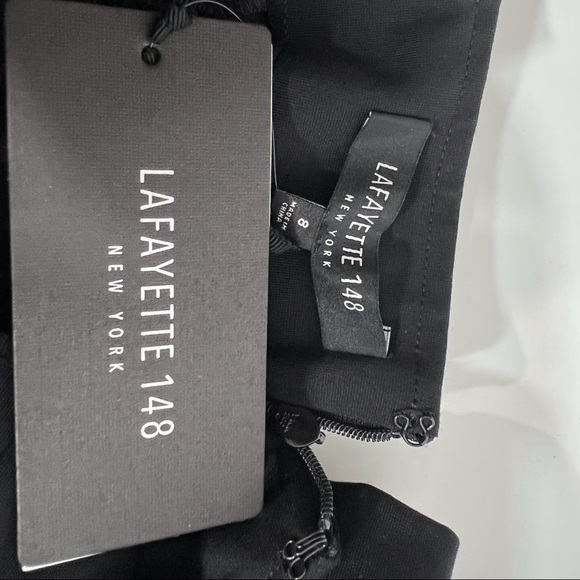 LAFAYETTE 148
NEW YORK
LAFAYETTE 148
NEW YORK
8
MADE IN
CHINA